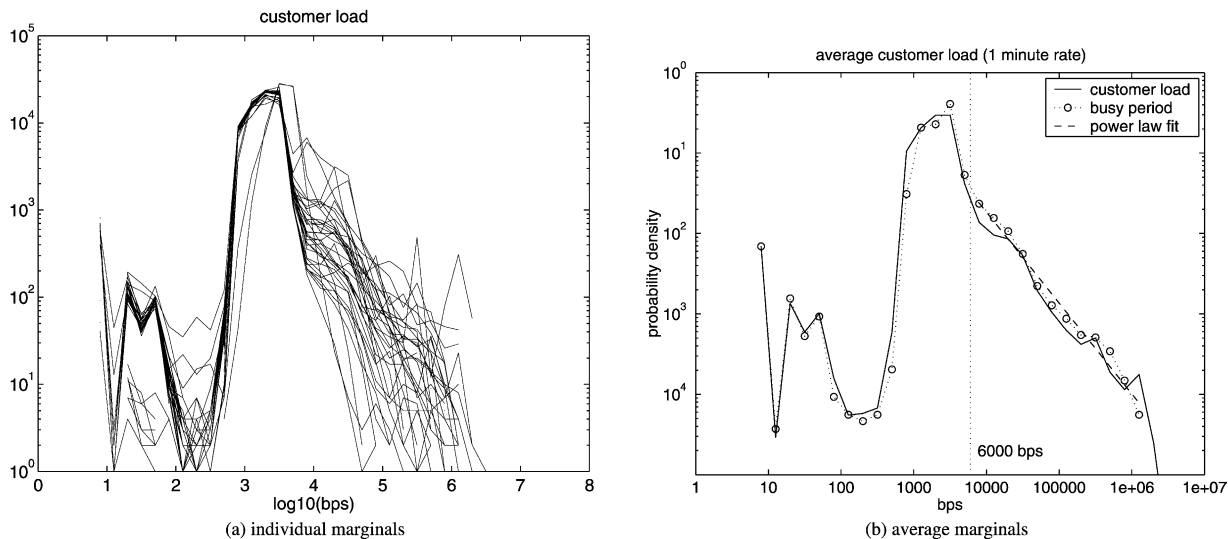 customer load
10^5
10^4
10^3
10^2
10^1
10^0
0 1 2 3 4 5 6 7 8
log10(bps)
(a) individual marginals
average customer load (1 minute rate)
10^0
10^1
10^2
10^3
10^4
probability density
customer load
busy period
power law fit
6000 bps
1 10 100 1000 10000 100000 1e+06 1e+07
bps
(b) average marginals